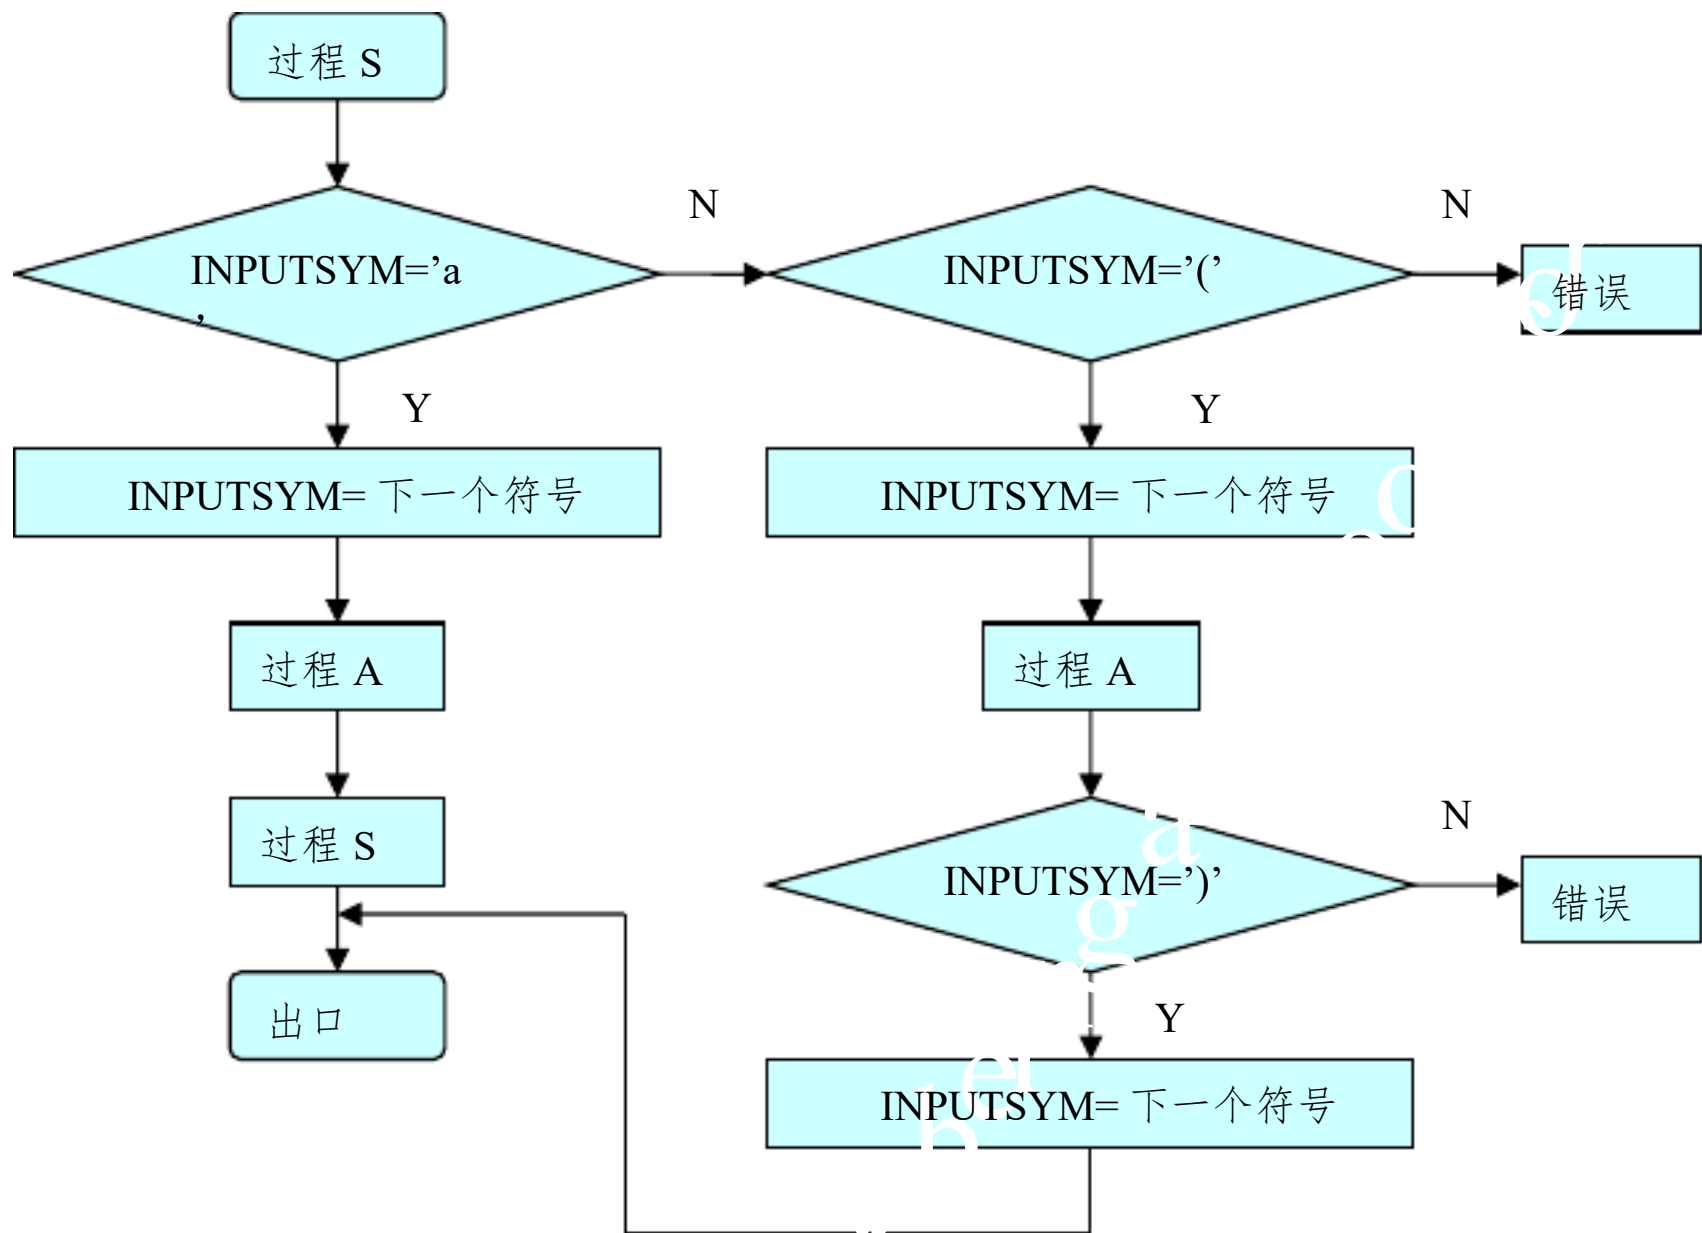 过程 S
INPUTSYM=’a
’
N
INPUTSYM=’(’
N
错误
Y
Y
INPUTSYM= 下一个符号
INPUTSYM= 下一个符号
过程 A
过程 A
过程 S
INPUTSYM=’)’
N
错误
出口
Y
INPUTSYM= 下一个符号